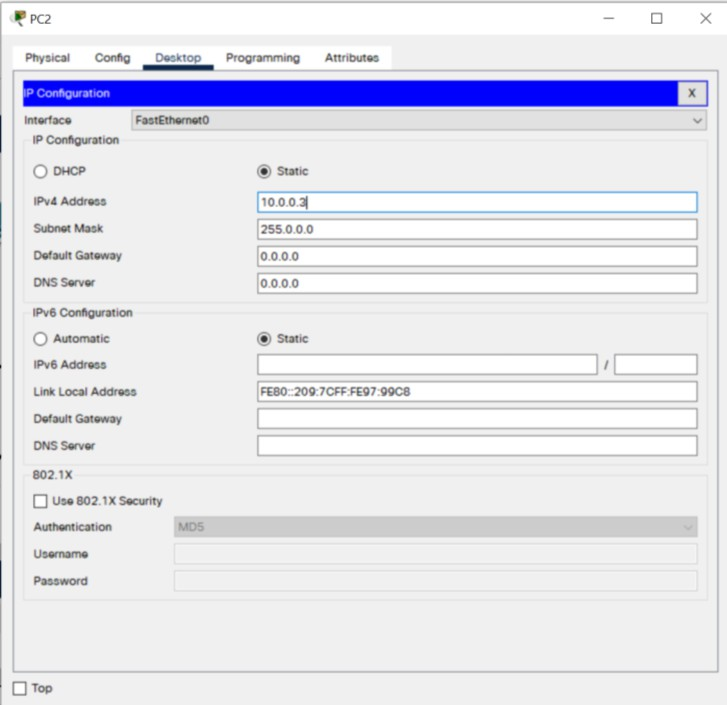 PC2
Physical Config Desktop Programming Attributes
IP Configuration X
Interface FastEthernet0
IP Configuration
DHCP Static
IPv4 Address 10.0.0.3
Subnet Mask 255.0.0.0
Default Gateway 0.0.0.0
DNS Server 0.0.0.0
IPv6 Configuration
Automatic Static
IPv6 Address /
Link Local Address FE80::209:7CFF:FE97:99C8
Default Gateway
DNS Server
802.1X
Use 802.1X Security
Authentication MD5
Username
Password
Top